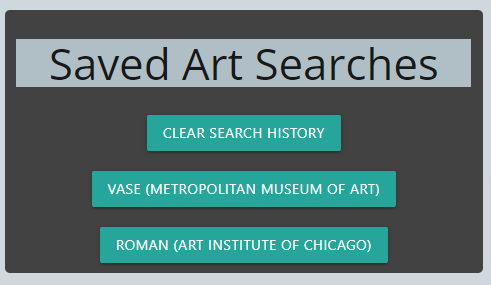 Saved Art Searches
CLEAR SEARCH HISTORY
VASE (METROPOLITAN MUSEUM OF ART)
ROMAN (ART INSTITUTE OF CHICAGO)